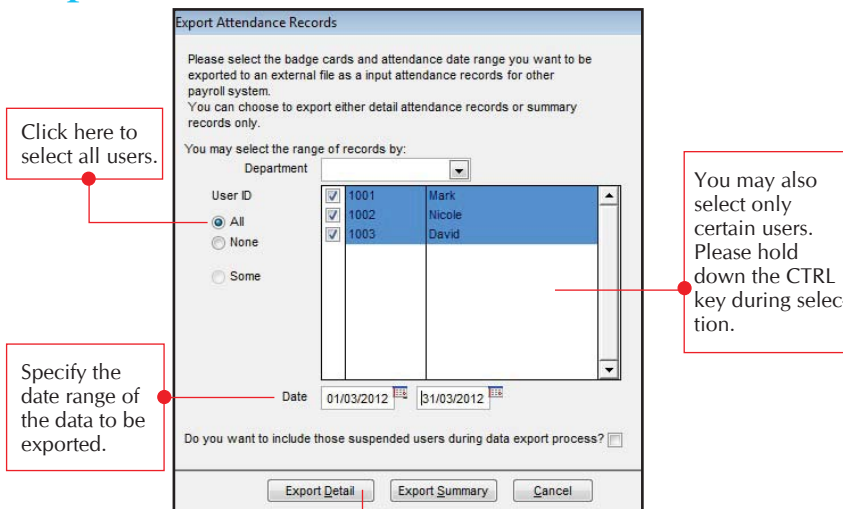 Export Attendance Records
Please select the badge cards and attendance date range you want to be
exported to an external file as a input attendance records for other
payroll system.
You can choose to export either detail attendance records or summary
records only.
You may select the range of records by:
Department
User ID
All
None
Some
1001 Mark
1002 Nicole
1003 David
Date 01/03/2012 31/03/2012
Do you want to include those suspended users during data export process?
Export Detail Export Summary Cancel
Click here to
select all users.
Specify the
date range of
the data to be
exported.
You may also
select only
certain users.
Please hold
down the CTRL
key during selec-
tion.